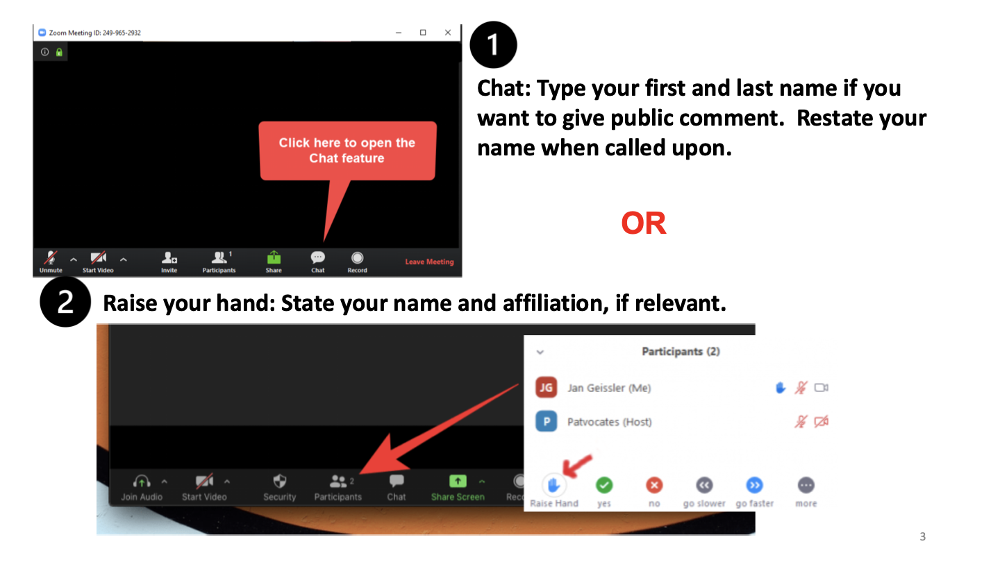 Zoom Meeting ID: 249-965-2932
1
Chat: Type your first and last name if you
want to give public comment.  Restate your
name when called upon.
Click here to open the
Chat feature
OR
1
Unmute Start Video Invite Participants Share Chat Record Leave Meeting
2
Raise your hand: State your name and affiliation, if relevant.
Participants (2)
JG Jan Geissler (Me)
P Patvocates (Host)
2
Join Audio Start Video Security Participants Chat Share Screen
Raise Hand yes no go slower go faster more
3